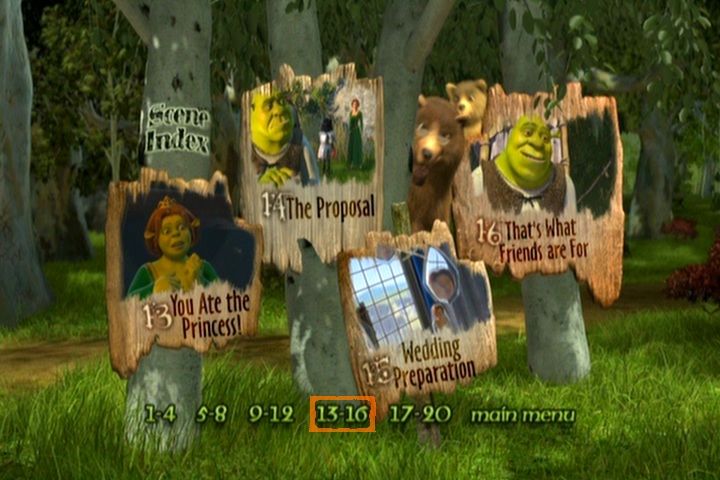 Scene
Index
14 The Proposal
16 That's What
Friends are For
13 You Ate the
Princess!
Wedding
15 Preparation
1-4 5-8 9-12 13-16 17-20 main menu